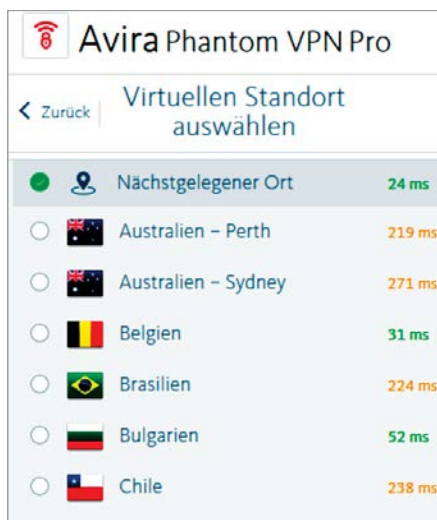 Avira Phantom VPN Pro
Zurück
Virtuellen Standort
auswählen
Nächstgelegener Ort 24 ms
Australien – Perth 219 ms
Australien – Sydney 271 ms
Belgien 31 ms
Brasilien 224 ms
Bulgarien 52 ms
Chile 238 ms